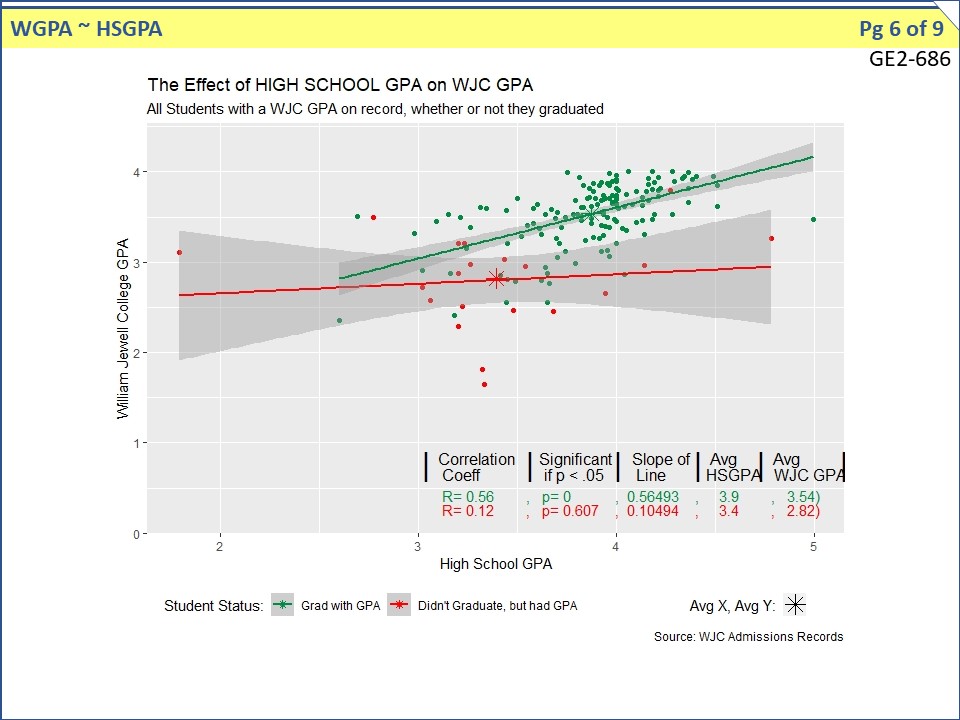 WGPA ~ HSGPA
Pg 6 of 9
GE2-686
The Effect of HIGH SCHOOL GPA on WJC GPA
All Students with a WJC GPA on record, whether or not they graduated
William Jewell College GPA
4
3
2
1
0
| Correlation Coeff | Significant if p < .05 | Slope of Line | Avg HSGPA | Avg WJC GPA |
R= 0.56 , p= 0 , 0.56493 , 3.9 , 3.54)
R= 0.12 , p= 0.607 , 0.10494 , 3.4 , 2.82)
2 3 4 5
High School GPA
Student Status: Grad with GPA Didn't Graduate, but had GPA Avg X, Avg Y:
Source: WJC Admissions Records